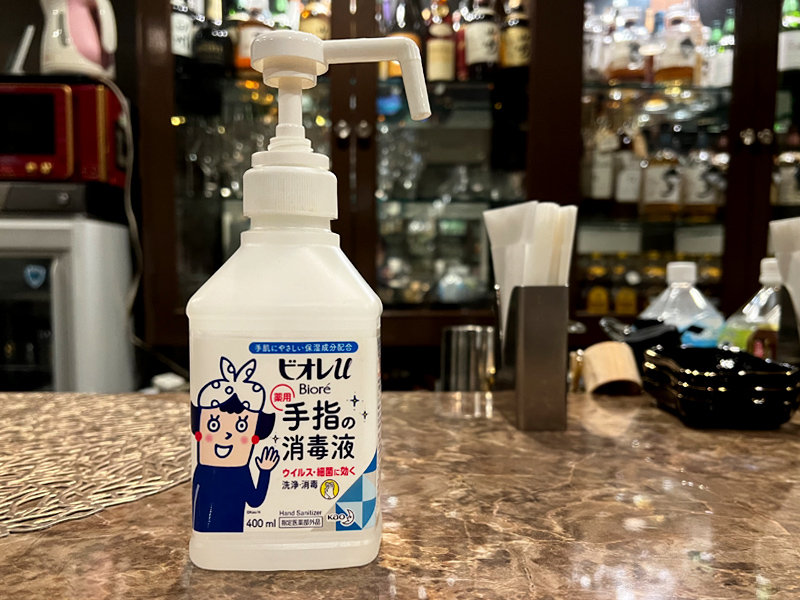 手肌にやさしい保湿成分配合
ビオレu
Bioré
薬用
手指の
消毒液
ウイルス・細菌に効く
洗浄・消毒
Hand Sanitizer
400 ml
指定医薬部外品
Kao